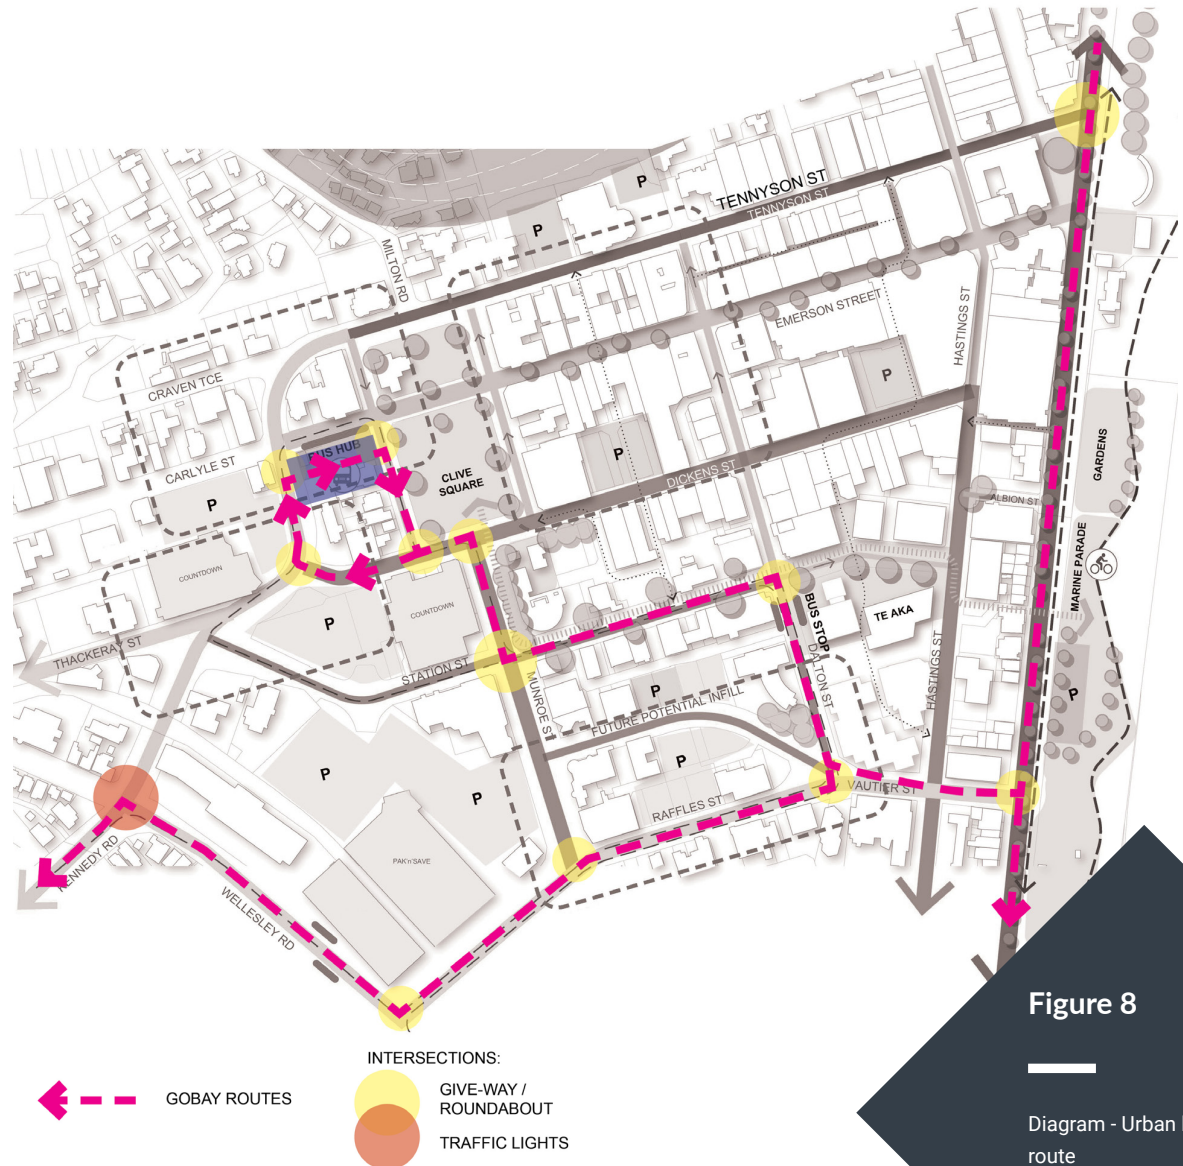 P
TENNYSON ST
TENNYSON ST
P
MILTON RD
EMERSON STREET
HASTINGS ST
CRAVEN TCE
P
BUS HUB
CARLYLE ST
CLIVE
SQUARE
P
DICKENS ST
GARDENS
P
ALBION ST
COUNTDOWN
COUNTDOWN
MARINE PARADE
P
BUS STOP
TE AKA
THACKERAY ST
STATION ST
MUNROE ST
DALTON ST
HASTINGS ST
P
P
FUTURE POTENTIAL INFILL
P
P
P
VAUTIER ST
RAFFLES ST
KENNEDY RD
PAK'n'SAVE
WELLESLEY RD
Figure 8
INTERSECTIONS:
GOBAY ROUTES
GIVE-WAY /
ROUNDABOUT
TRAFFIC LIGHTS
Diagram - Urban
route